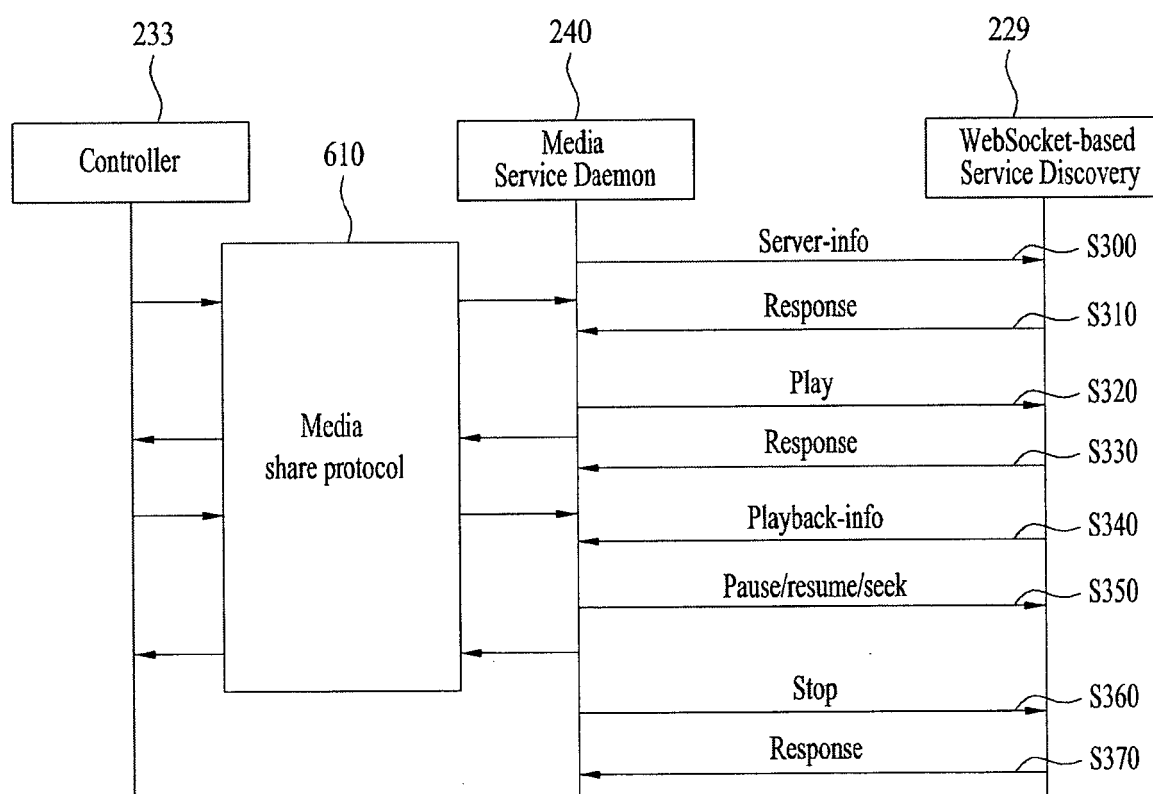 233
240
229
Controller
Media
Service Daemon
WebSocket-based
Service Discovery
610
Media
share protocol
Server-info
S300
Response
S310
Play
S320
Response
S330
Playback-info
S340
Pause/resume/seek
S350
Stop
S360
Response
S370